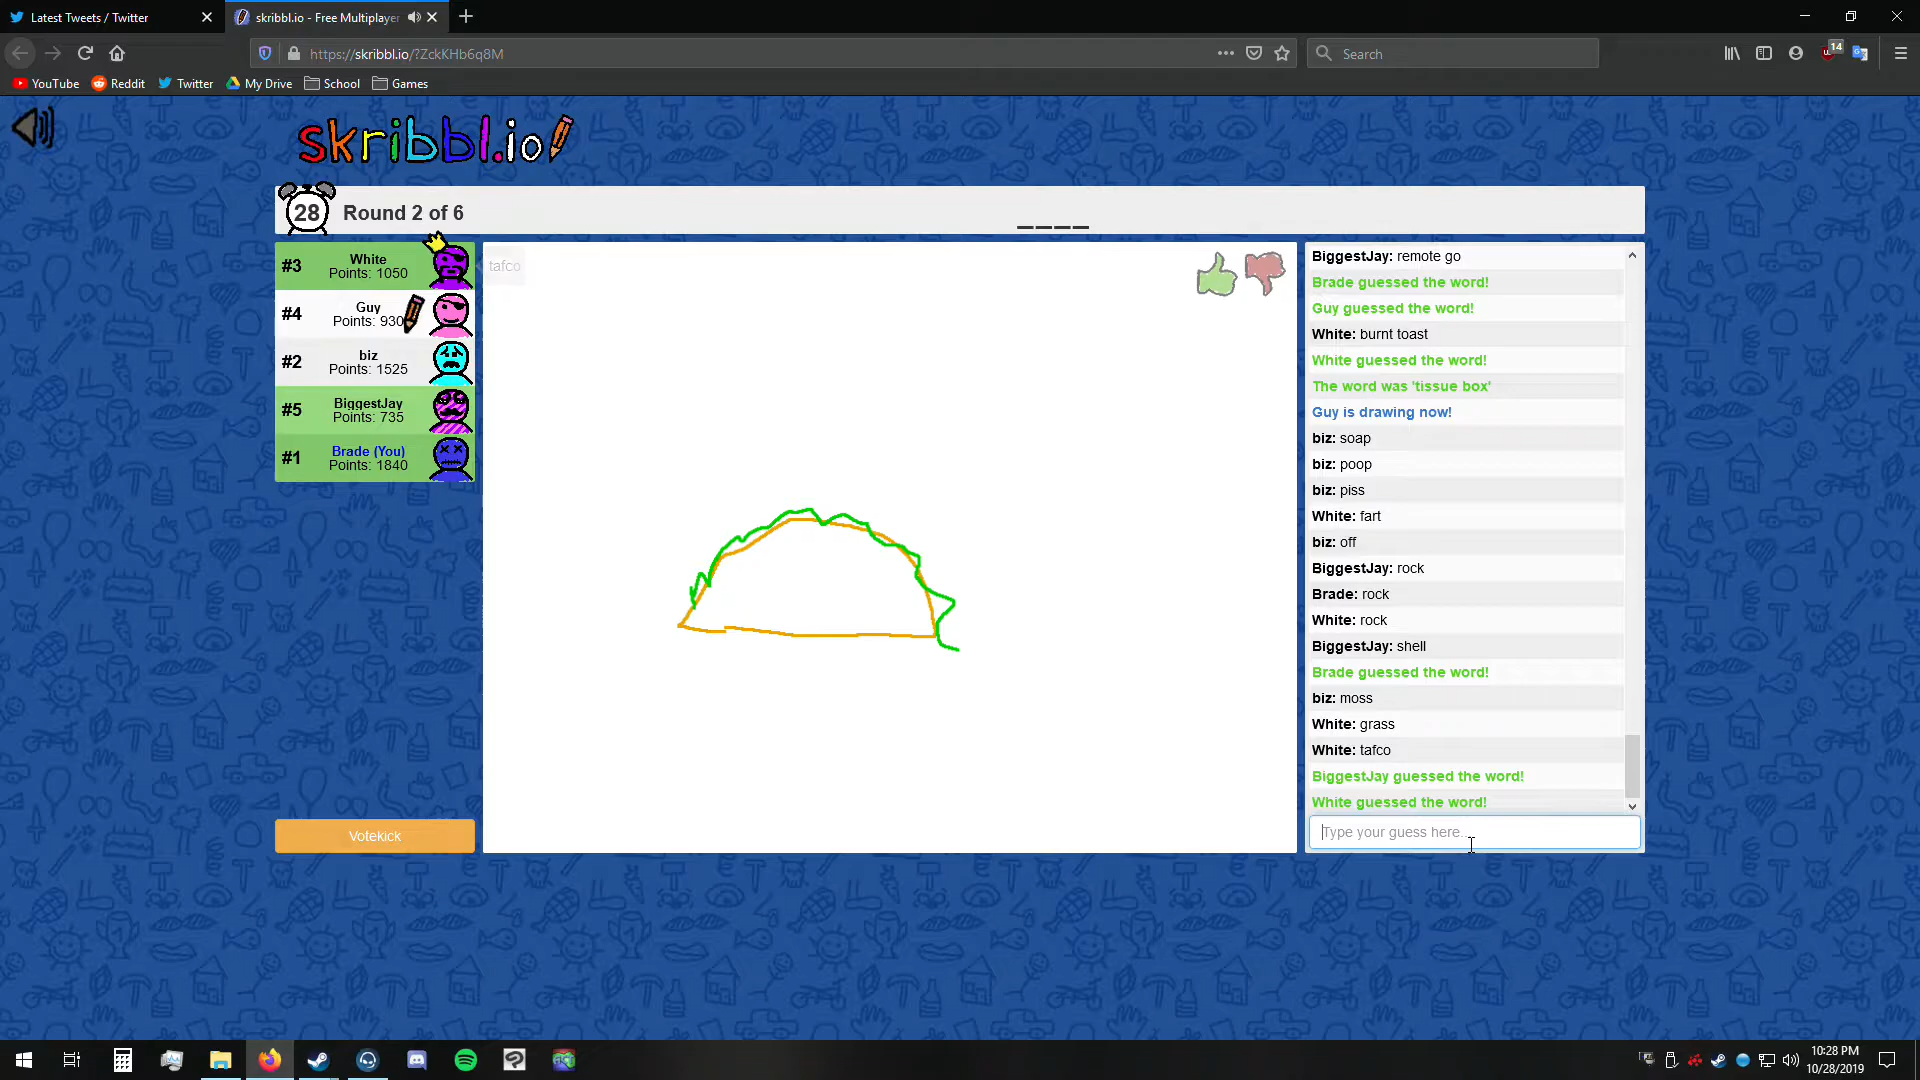 Latest Tweets / Twitter
skribbl.io - Free Multiplayer
https://skribbl.io/?ZckKHb6q8M
Search
14
YouTube
Reddit
Twitter
My Drive
School
Games
skribbl.io
28
Round 2 of 6
#3
White
Points: 1050
#4
Guy
Points: 930
#2
biz
Points: 1525
#5
BiggestJay
Points: 735
#1
Brade (You)
Points: 1840
Votekick
tafco
BiggestJay: remote go
Brade guessed the word!
Guy guessed the word!
White: burnt toast
White guessed the word!
The word was 'tissue box'
Guy is drawing now!
biz: soap
biz: poop
biz: piss
White: fart
biz: off
BiggestJay: rock
Brade: rock
White: rock
BiggestJay: shell
Brade guessed the word!
biz: moss
White: grass
White: tafco
BiggestJay guessed the word!
White guessed the word!
Type your guess here...
10:28 PM
10/28/2019